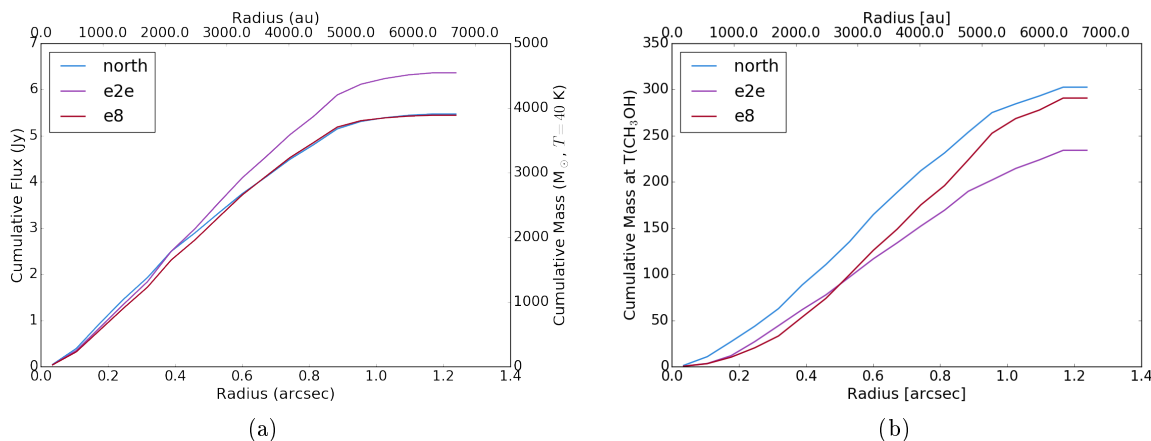 Radius (au)
0 1000.0 2000.0 3000.0 4000.0 5000.0 6000.0 7000.0
7
6
5
4
3
2
1
0
Cumulative Flux (Jy)
north
e2e
e8
5000
4000
3000
2000
1000
0
Cumulative Mass (M☉, T = 40 K)
0.0 0.2 0.4 0.6 0.8 1.0 1.2 1.4
Radius (arcsec)
(a)
Radius [au]
0 1000.0 2000.0 3000.0 4000.0 5000.0 6000.0 7000.0
350
300
250
200
150
100
50
0
Cumulative Mass at T(CH₃OH)
north
e2e
e8
0.0 0.2 0.4 0.6 0.8 1.0 1.2 1.4
Radius [arcsec]
(b)